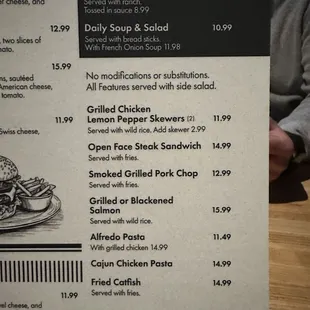 er cheese, and
12.99
, two slices of
omato.
15.99
ms, sautéed
American cheese,
tomato.
11.99
Swiss cheese,
11.99
vel cheese, and
Served with ranch.
Tossed in sauce 8.99
Daily Soup & Salad 10.99
Served with bread sticks.
With French Onion Soup 11.98
No modifications or substitutions.
All Features served with side salad.
Grilled Chicken
Lemon Pepper Skewers (2) 11.99
Served with wild rice. Add skewer 2.99
Open Face Steak Sandwich 14.99
Served with fries.
Smoked Grilled Pork Chop 12.99
Served with fries.
Grilled or Blackened
Salmon 15.99
Served with wild rice.
Alfredo Pasta 11.49
With grilled chicken 14.99
Cajun Chicken Pasta 14.99
Fried Catfish 14.99
Served with fries.